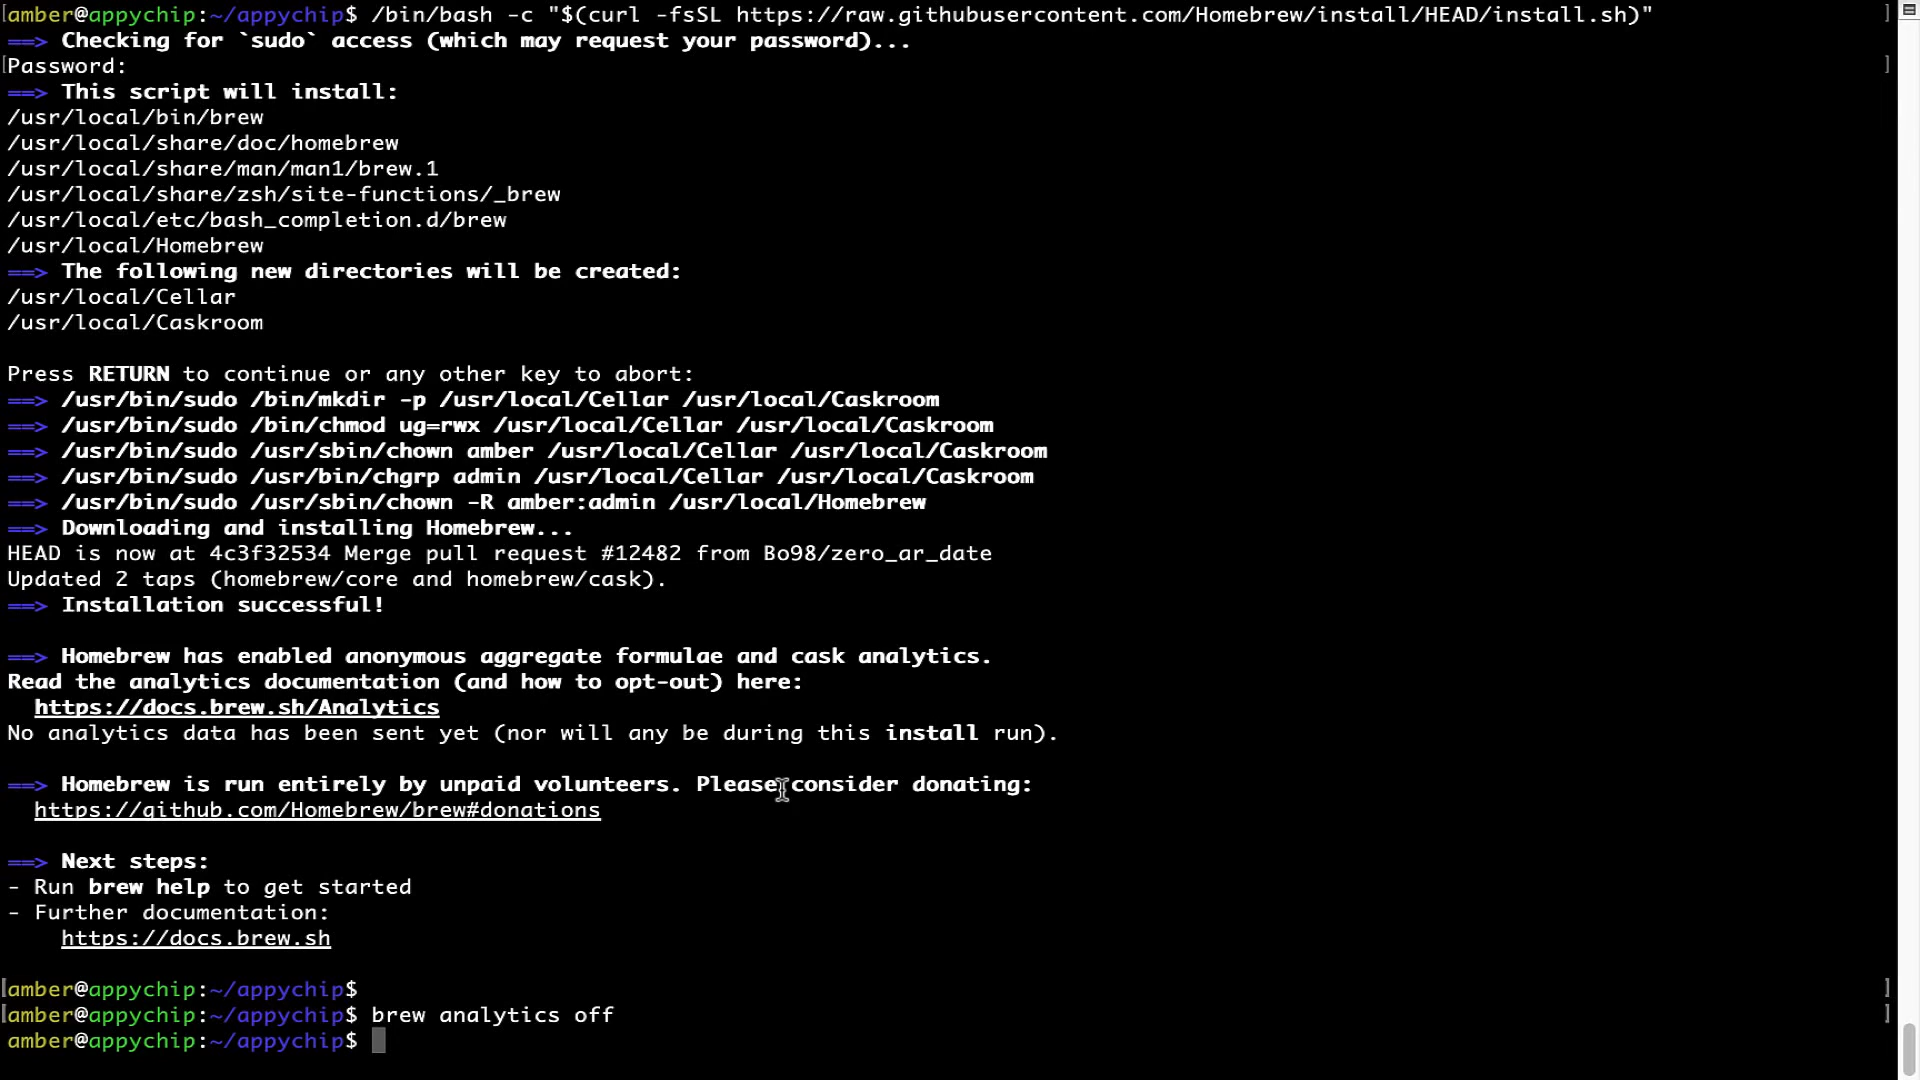 [amber@appychip:~/appychip$ /bin/bash -c "$(curl -fsSL https://raw.githubusercontent.com/Homebrew/install/HEAD/install.sh)" ]
==> Checking for `sudo` access (which may request your password)...
[Password: ]
==> This script will install:
/usr/local/bin/brew
/usr/local/share/doc/homebrew
/usr/local/share/man/man1/brew.1
/usr/local/share/zsh/site-functions/_brew
/usr/local/etc/bash_completion.d/brew
/usr/local/Homebrew
==> The following new directories will be created:
/usr/local/Cellar
/usr/local/Caskroom
Press RETURN to continue or any other key to abort:
==> /usr/bin/sudo /bin/mkdir -p /usr/local/Cellar /usr/local/Caskroom
==> /usr/bin/sudo /bin/chmod ug=rwx /usr/local/Cellar /usr/local/Caskroom
==> /usr/bin/sudo /usr/sbin/chown amber /usr/local/Cellar /usr/local/Caskroom
==> /usr/bin/sudo /usr/bin/chgrp admin /usr/local/Cellar /usr/local/Caskroom
==> /usr/bin/sudo /usr/sbin/chown -R amber:admin /usr/local/Homebrew
==> Downloading and installing Homebrew...
HEAD is now at 4c3f32534 Merge pull request #12482 from Bo98/zero_ar_date
Updated 2 taps (homebrew/core and homebrew/cask).
==> Installation successful!
==> Homebrew has enabled anonymous aggregate formulae and cask analytics.
Read the analytics documentation (and how to opt-out) here:
https://docs.brew.sh/Analytics
No analytics data has been sent yet (nor will any be during this install run).
==> Homebrew is run entirely by unpaid volunteers. Please consider donating:
https://github.com/Homebrew/brew#donations
==> Next steps:
- Run brew help to get started
- Further documentation:
https://docs.brew.sh
[amber@appychip:~/appychip$ ]
[amber@appychip:~/appychip$ brew analytics off ]
amber@appychip:~/appychip$